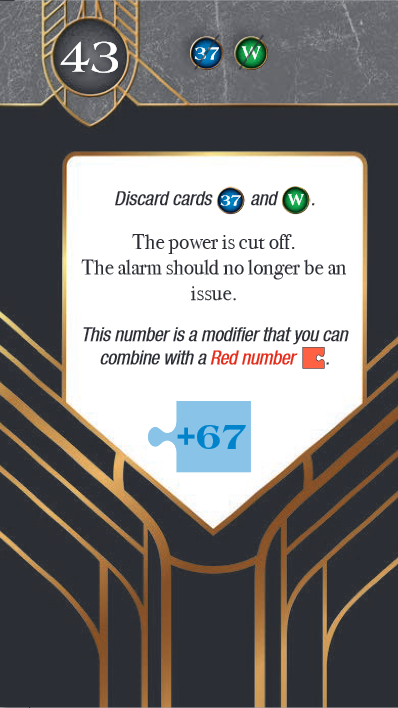 43 37 W
Discard cards 37 and W.
The power is cut off.
The alarm should no longer be an
issue.
This number is a modifier that you can
combine with a Red number .
+67